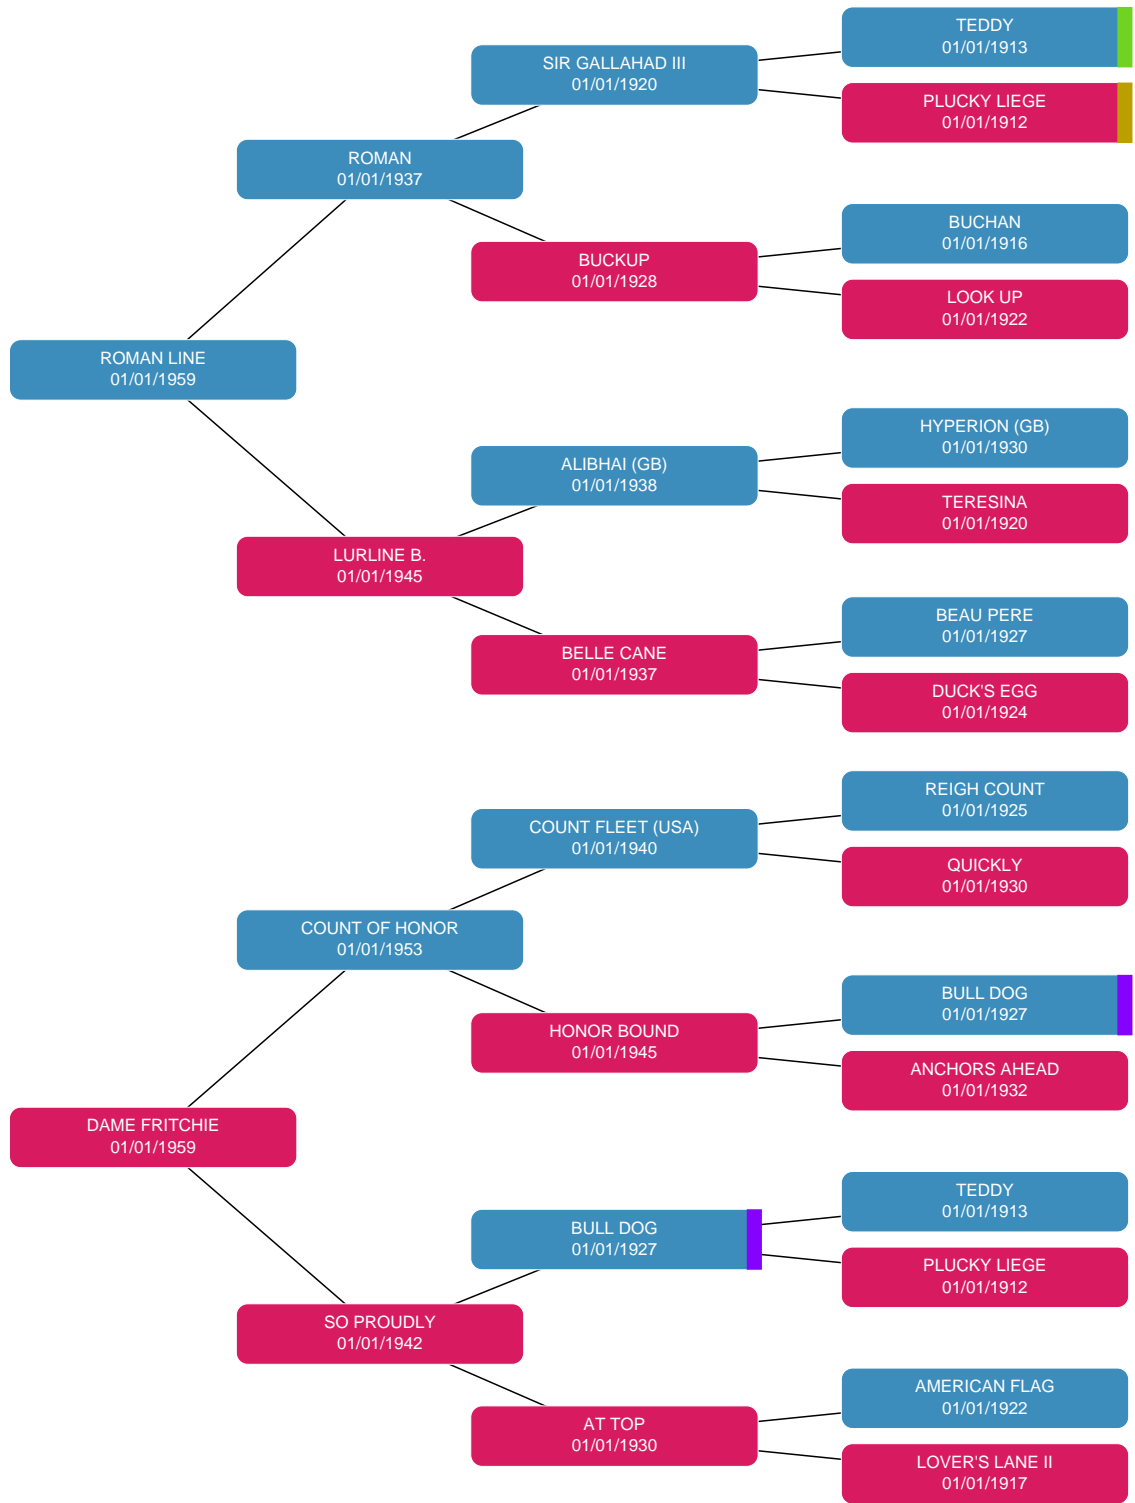 TEDDY
01/01/1913
SIR GALLAHAD III
01/01/1920
PLUCKY LIEGE
01/01/1912
ROMAN
01/01/1937
BUCHAN
01/01/1916
BUCKUP
01/01/1928
LOOK UP
01/01/1922
ROMAN LINE
01/01/1959
HYPERION (GB)
01/01/1930
ALIBHAI (GB)
01/01/1938
TERESINA
01/01/1920
LURLINE B.
01/01/1945
BEAU PERE
01/01/1927
BELLE CANE
01/01/1937
DUCK'S EGG
01/01/1924
REIGH COUNT
01/01/1925
COUNT FLEET (USA)
01/01/1940
QUICKLY
01/01/1930
COUNT OF HONOR
01/01/1953
BULL DOG
01/01/1927
HONOR BOUND
01/01/1945
ANCHORS AHEAD
01/01/1932
DAME FRITCHIE
01/01/1959
TEDDY
01/01/1913
BULL DOG
01/01/1927
PLUCKY LIEGE
01/01/1912
SO PROUDLY
01/01/1942
AMERICAN FLAG
01/01/1922
AT TOP
01/01/1930
LOVER'S LANE II
01/01/1917